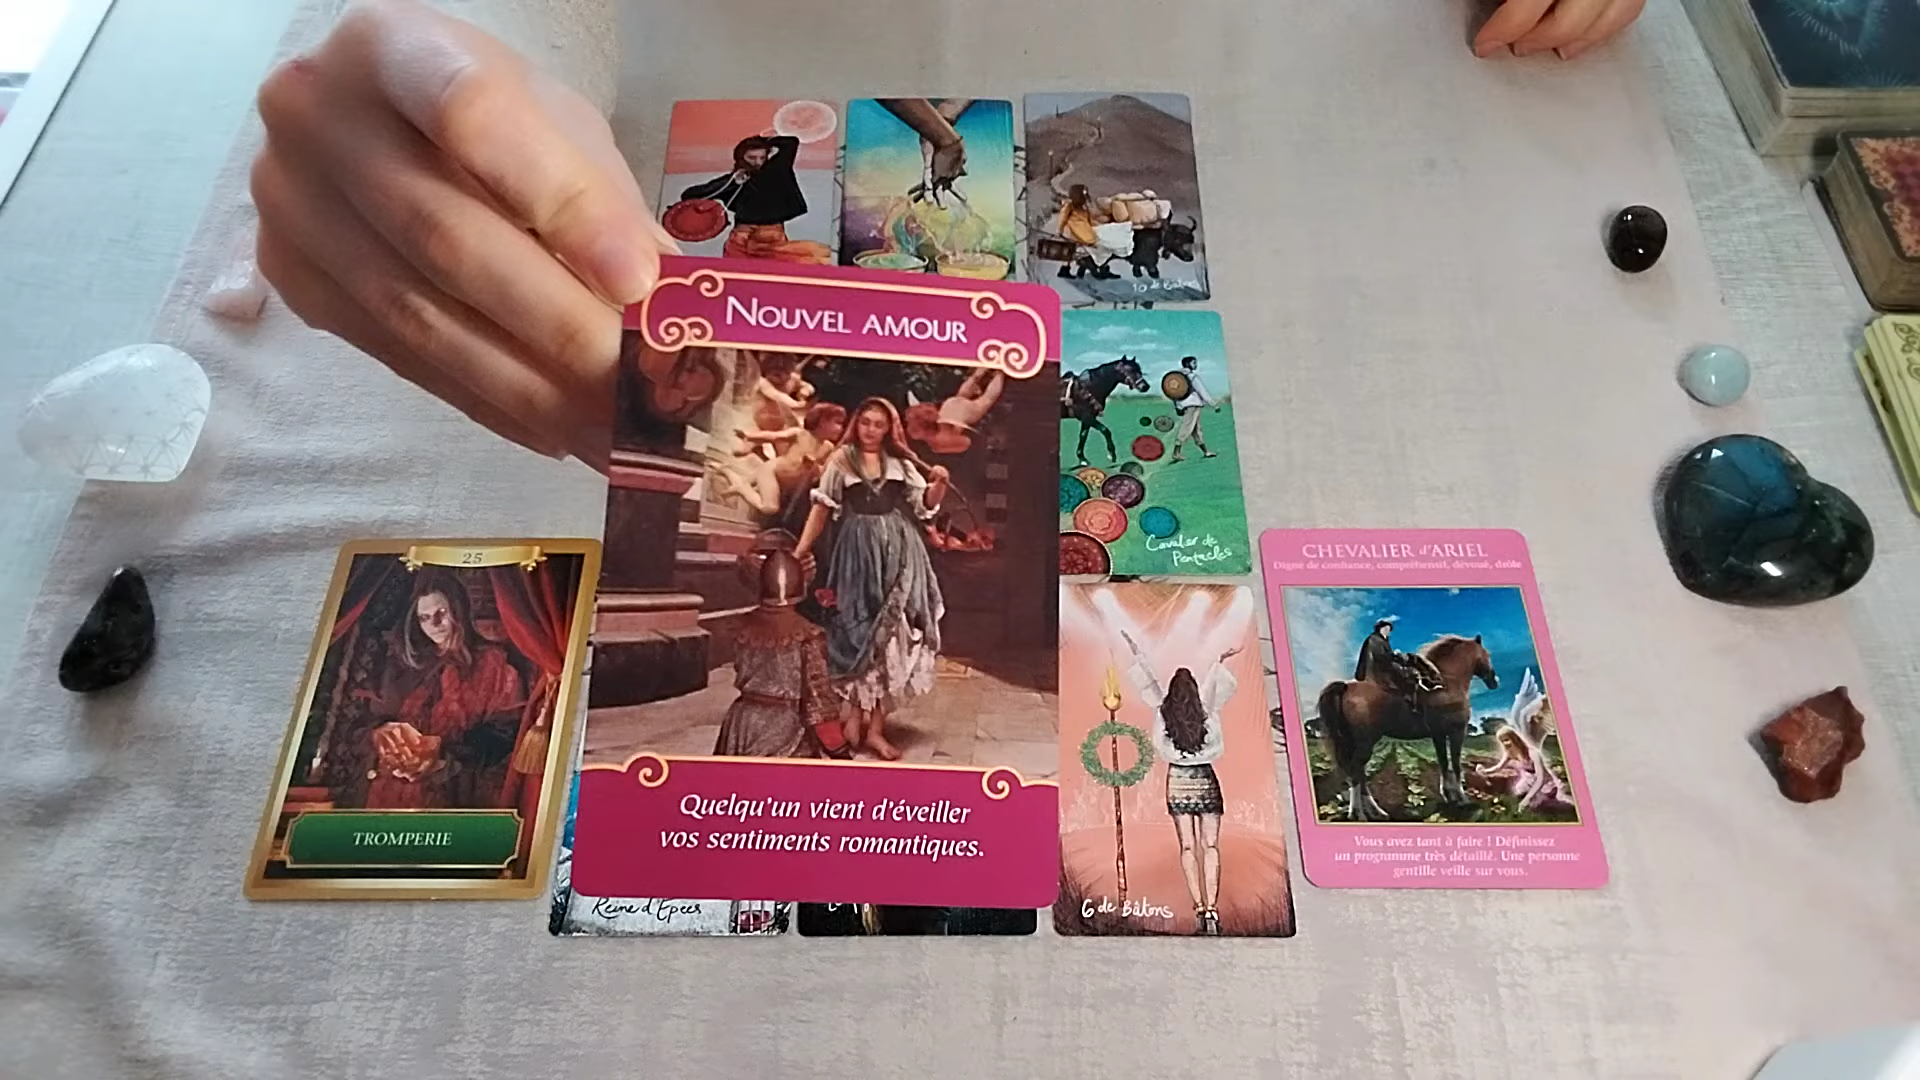 10 de Bâtons
NOUVEL AMOUR
Quelqu'un vient d'éveiller
vos sentiments romantiques.
Cavalier de
Pentacles
25
TROMPERIE
CHEVALIER d'ARIEL
Digne de confiance, compréhensif, dévoué, drôle
Vous avez tant à faire ! Définissez
un programme très détaillé. Une personne
gentille veille sur vous.
Reine d'Epées
6 de Bâtons